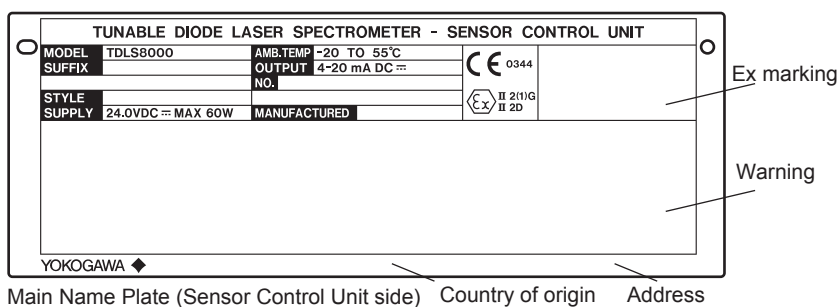 TUNABLE DIODE LASER SPECTROMETER - SENSOR CONTROL UNIT
MODEL TDLS8000 AMB.TEMP -20 TO 55°C
SUFFIX OUTPUT 4-20 mA DC ⎓
NO.
CE 0344
Ex marking
STYLE
SUPPLY 24.0VDC ⎓ MAX 60W MANUFACTURED
Ex II 2(1)G
II 2D
Warning
YOKOGAWA
Main Name Plate (Sensor Control Unit side) Country of origin Address